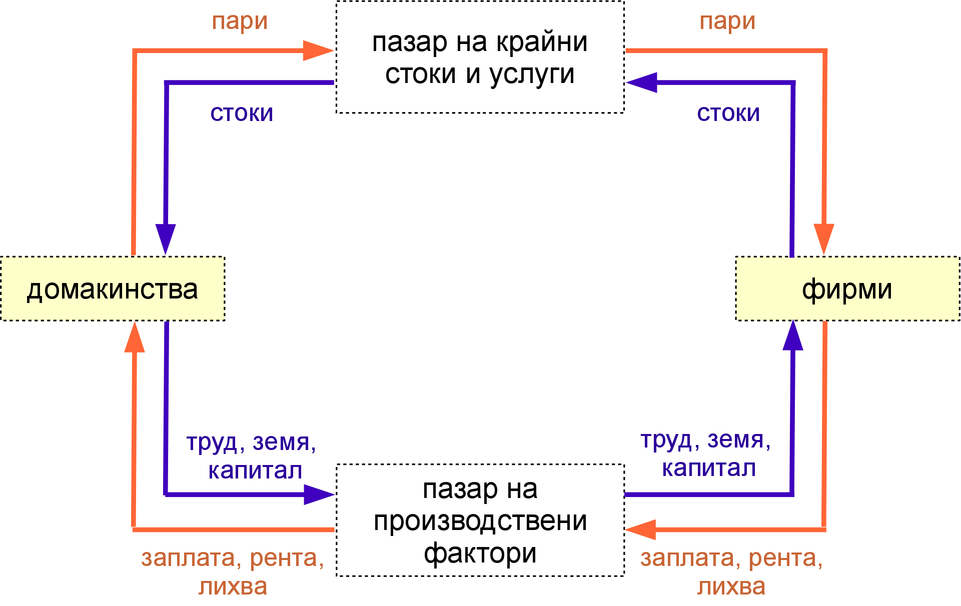 пари
пазар на крайни
стоки и услуги
пари
стоки
стоки
домакинства
фирми
труд, земя,
капитал
пазар на
производствени
фактори
труд, земя,
капитал
заплата, рента,
лихва
заплата, рента,
лихва